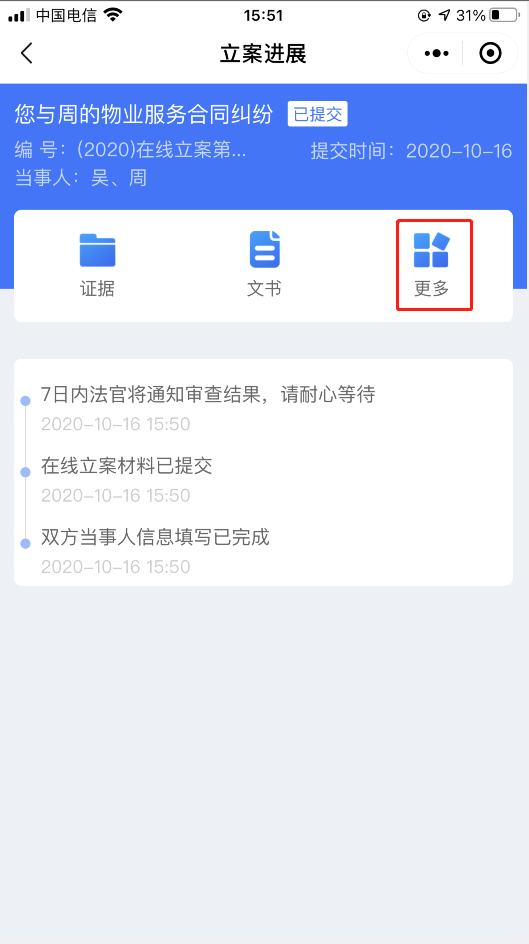 中国电信 15:51 31%
立案进展
您与周的物业服务合同纠纷 已提交
编 号：(2020)在线立案第... 提交时间：2020-10-16
当事人：吴、周
证据 文书 更多
7日内法官将通知审查结果，请耐心等待
2020-10-16 15:50
在线立案材料已提交
2020-10-16 15:50
双方当事人信息填写已完成
2020-10-16 15:50